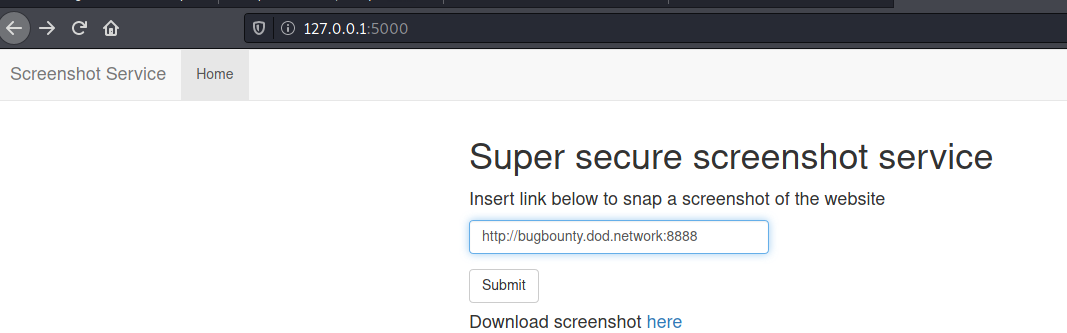 127.0.0.1:5000
Screenshot Service Home
Super secure screenshot service
Insert link below to snap a screenshot of the website
http://bugbounty.dod.network:8888
Submit
Download screenshot here